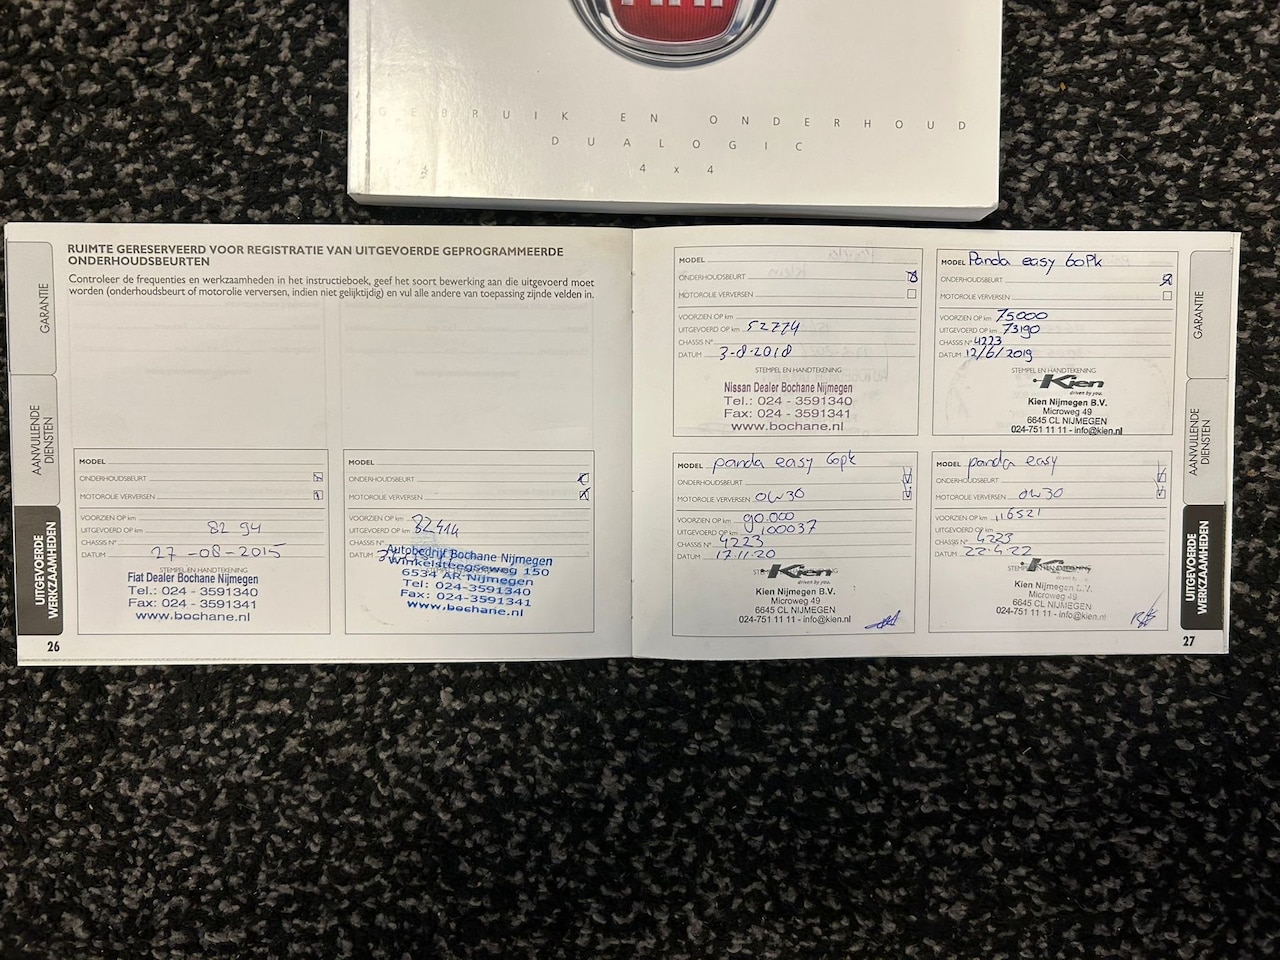 GEBRUIK EN ONDERHOUD
DUALOGIC
4x4
RUIMTE GERESERVEERD VOOR REGISTRATIE VAN UITGEVOERDE GEPROGRAMMEERDE
ONDERHOUDSBEURTEN
Controleer de frequenties en werkzaamheden in het instructieboek, geef het soort bewerking aan die uitgevoerd moet
worden (onderhoudsbeurt of motorolie verversen, indien niet gelijktijdig) en vul alle andere van toepassing zijnde velden in.
GARANTIE
AANVULLENDE
DIENSTEN
UITGEVOERDE
WERKZAAMHEDEN
MODEL
ONDERHOUDSBEURT
MOTOROLIE VERVERSEN
VOORZIEN OP km
UITGEVOERD OP km 82 94
CHASSIS N°
DATUM 27-08-2015
STEMPEL EN HANDTEKENING
Fiat Dealer Bochane Nijmegen
Tel.: 024 - 3591340
Fax: 024 - 3591341
www.bochane.nl
26
MODEL
ONDERHOUDSBEURT
MOTOROLIE VERVERSEN
VOORZIEN OP km
UITGEVOERD OP km
CHASSIS N°
DATUM
Autobedrijf Bochane Nijmegen
Winkelsteegseweg 150
6534 AR Nijmegen
Tel: 024-3591340
Fax: 024-3591341
www.bochane.nl
MODEL
ONDERHOUDSBEURT
MOTOROLIE VERVERSEN
VOORZIEN OP km
UITGEVOERD OP km 52774
CHASSIS N°
DATUM 3-8-2018
STEMPEL EN HANDTEKENING
Nissan Dealer Bochane Nijmegen
Tel.: 024 - 3591340
Fax: 024 - 3591341
www.bochane.nl
MODEL Panda easy 60Pk
ONDERHOUDSBEURT
MOTOROLIE VERVERSEN
VOORZIEN OP km 75000
UITGEVOERD OP km 73190
CHASSIS N° 4223
DATUM 12/6/2019
STEMPEL EN HANDTEKENING
Kien
driven by you.
Kien Nijmegen B.V.
Microweg 49
6645 CL NIJMEGEN
024-751 11 11 - info@kien.nl
MODEL panda easy 60pk
ONDERHOUDSBEURT
MOTOROLIE VERVERSEN 0W30
VOORZIEN OP km 90.000
UITGEVOERD OP km 100037
CHASSIS N° 4223
DATUM 17.11.20
Kien
driven by you.
Kien Nijmegen B.V.
Microweg 49
6645 CL NIJMEGEN
024-751 11 11 - info@kien.nl
MODEL panda easy
ONDERHOUDSBEURT
MOTOROLIE VERVERSEN 0W30
VOORZIEN OP km 116521
UITGEVOERD OP km
CHASSIS N° 4223
DATUM 22.4.22
Kien
Kien Nijmegen B.V.
Microweg 49
6645 CL NIJMEGEN
024-751 11 11 - info@kien.nl
GARANTIE
AANVULLENDE
DIENSTEN
UITGEVOERDE
WERKZAAMHEDEN
27